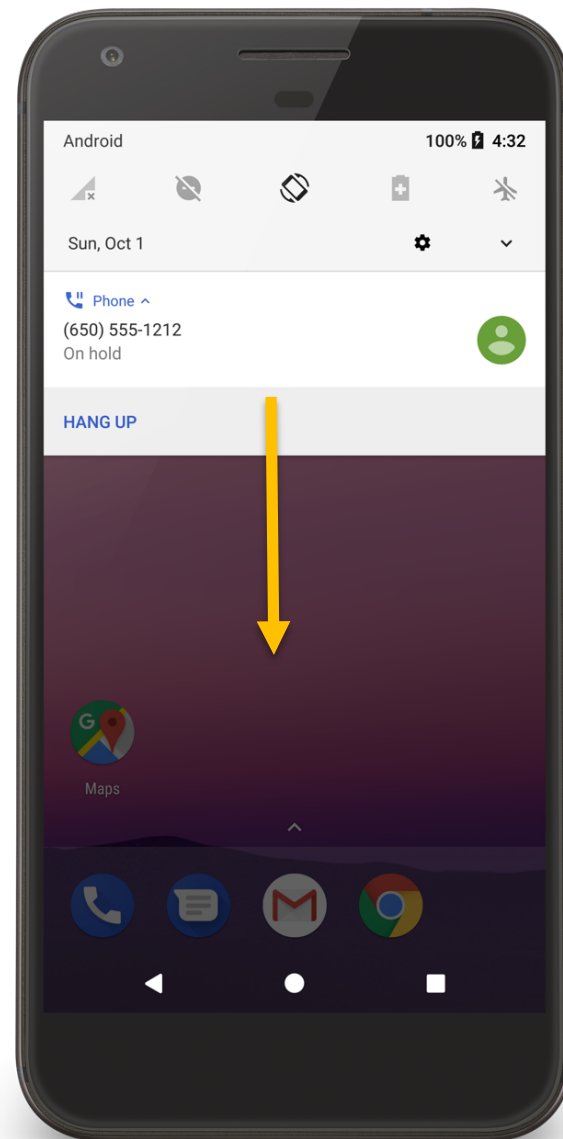 Android 100% 4:32
Sun, Oct 1
Phone
(650) 555-1212
On hold
HANG UP
G
Maps